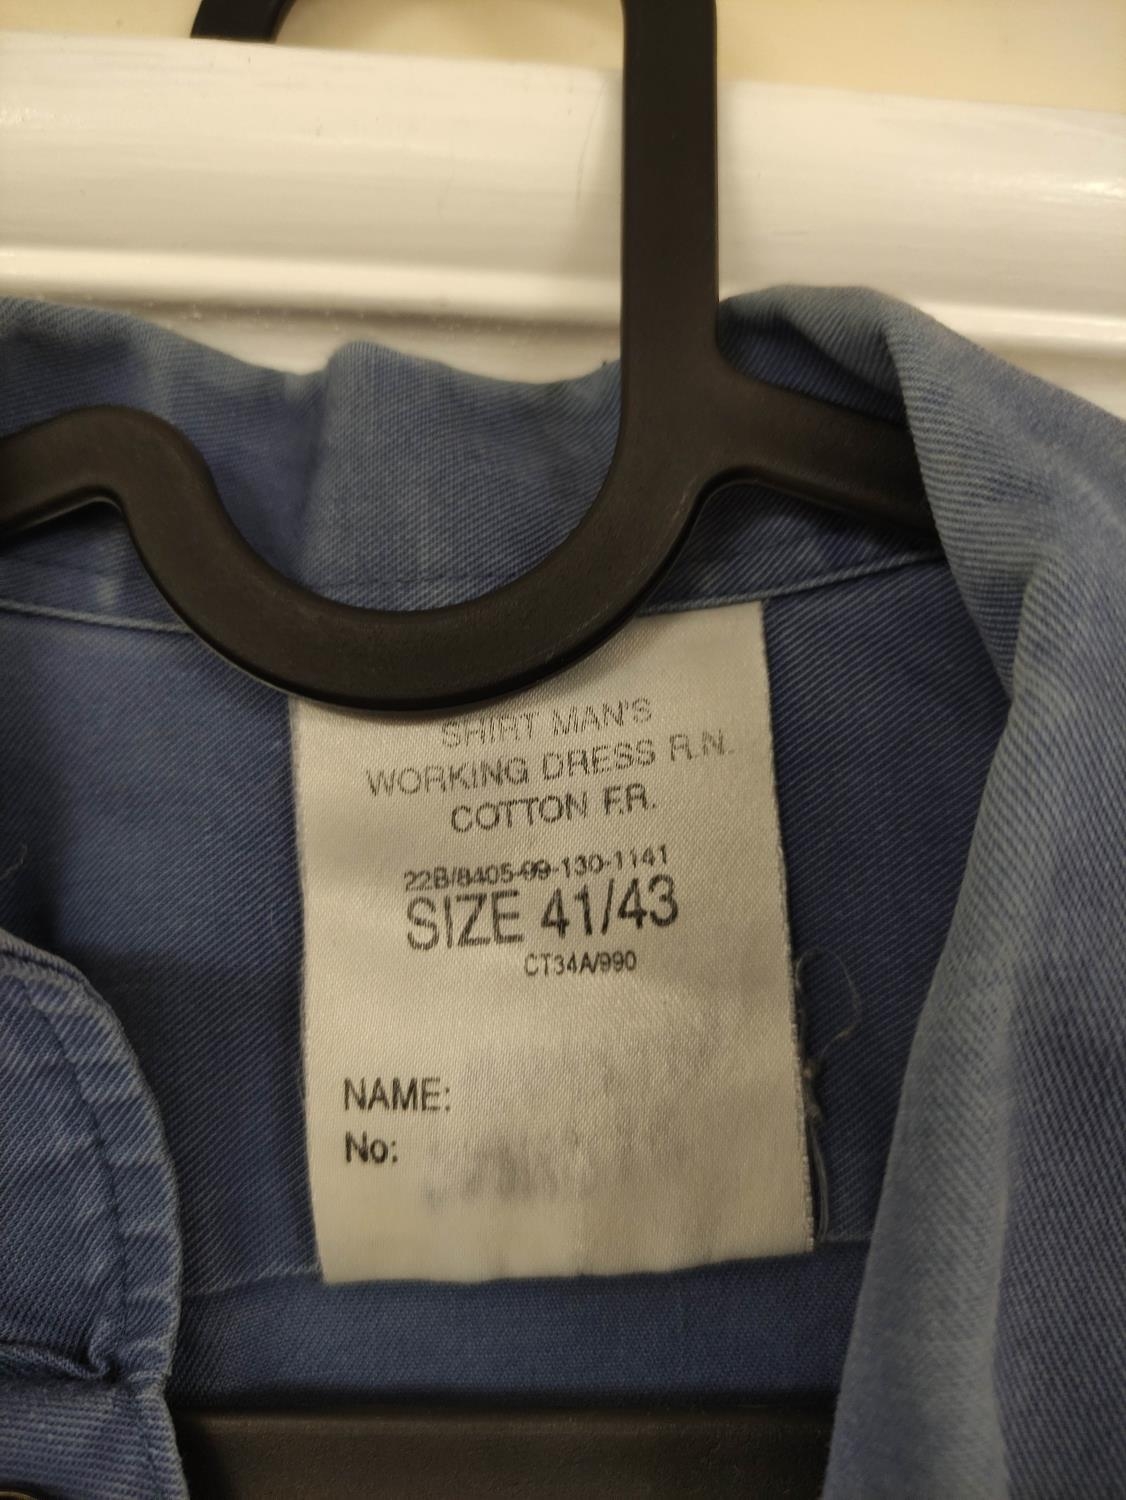 SHIRT MAN'S
WORKING DRESS R.N.
COTTON F.R.
22B/8405-99-130-1141
SIZE 41/43
CT34A/990
NAME:
No: